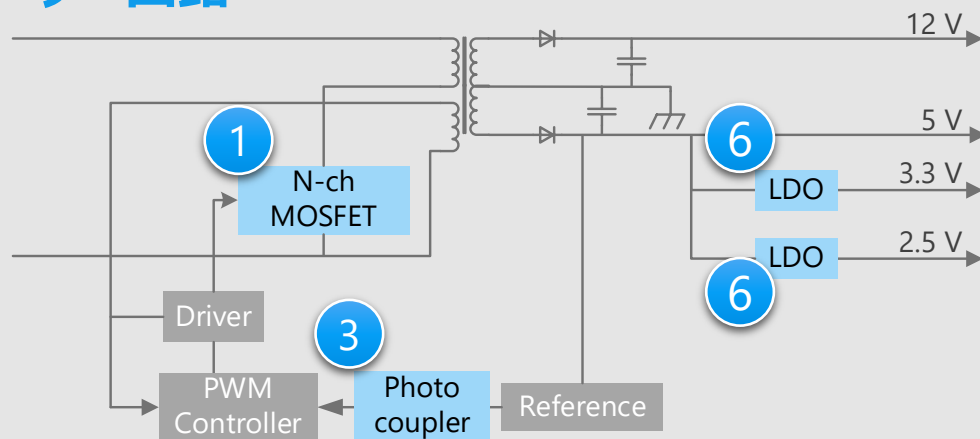 12 V
5 V
1
6
N-ch
MOSFET
3.3 V
LDO
2.5 V
LDO
6
Driver
3
PWM
Controller
Photo
coupler
Reference